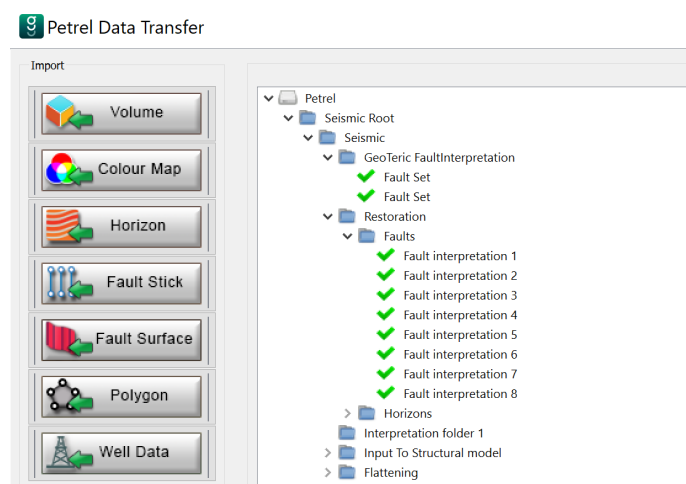 Petrel Data Transfer
Import
Volume
Colour Map
Horizon
Fault Stick
Fault Surface
Polygon
Well Data
Petrel
Seismic Root
Seismic
GeoTeric FaultInterpretation
Fault Set
Fault Set
Restoration
Faults
Fault interpretation 1
Fault interpretation 2
Fault interpretation 3
Fault interpretation 4
Fault interpretation 5
Fault interpretation 6
Fault interpretation 7
Fault interpretation 8
Horizons
Interpretation folder 1
Input To Structural model
Flattening